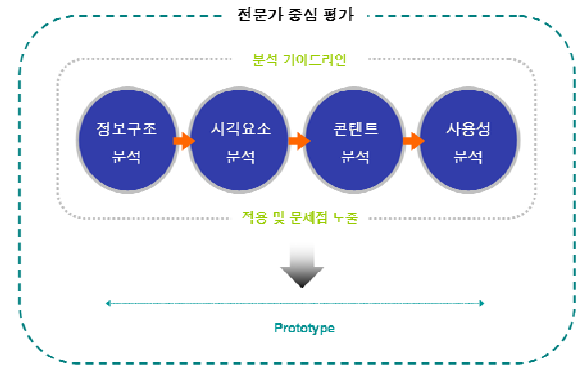 전문가 중심 평가
분석 가이드라인
정보구조
분석
시각요소
분석
콘텐트
분석
사용성
분석
적용 및 문제점 노출
Prototype